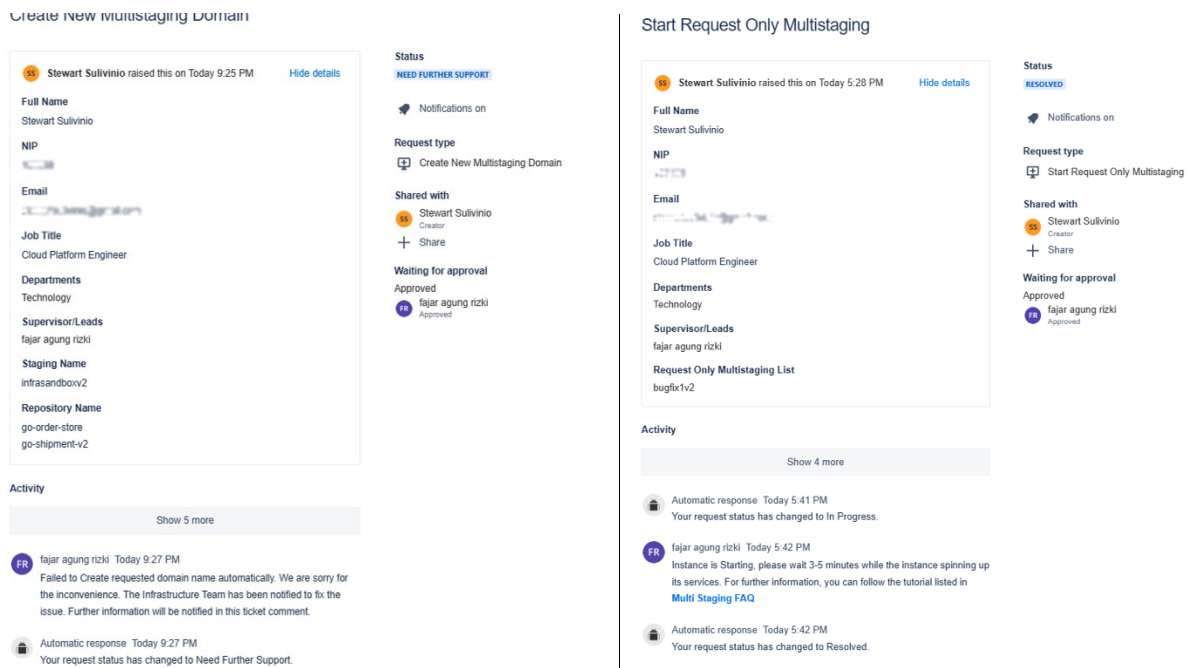 Create New Multistaging Domain
SS Stewart Sulivinio raised this on Today 9:25 PM Hide details
Full Name
Stewart Sulivinio
NIP
Email
Job Title
Cloud Platform Engineer
Departments
Technology
Supervisor/Leads
fajar agung rizki
Staging Name
infrasandboxv2
Repository Name
go-order-store
go-shipment-v2
Status
NEED FURTHER SUPPORT
Notifications on
Request type
Create New Multistaging Domain
Shared with
SS Stewart Sulivinio
Creator
Share
Waiting for approval
Approved
FR fajar agung rizki
Approved
Activity
Show 5 more
FR fajar agung rizki Today 9:27 PM
Failed to Create requested domain name automatically. We are sorry for
the inconvenience. The Infrastructure Team has been notified to fix the
issue. Further information will be notified in this ticket comment.
Automatic response Today 9:27 PM
Your request status has changed to Need Further Support.
Start Request Only Multistaging
SS Stewart Sulivinio raised this on Today 5:28 PM Hide details
Full Name
Stewart Sulivinio
NIP
Email
Job Title
Cloud Platform Engineer
Departments
Technology
Supervisor/Leads
fajar agung rizki
Request Only Multistaging List
bugfix1v2
Status
RESOLVED
Notifications on
Request type
Start Request Only Multistaging
Shared with
SS Stewart Sulivinio
Creator
Share
Waiting for approval
Approved
FR fajar agung rizki
Approved
Activity
Show 4 more
Automatic response Today 5:41 PM
Your request status has changed to In Progress.
FR fajar agung rizki Today 5:42 PM
Instance is Starting, please wait 3-5 minutes while the instance spinning up
its services. For further information, you can follow the tutorial listed in
Multi Staging FAQ
Automatic response Today 5:42 PM
Your request status has changed to Resolved.